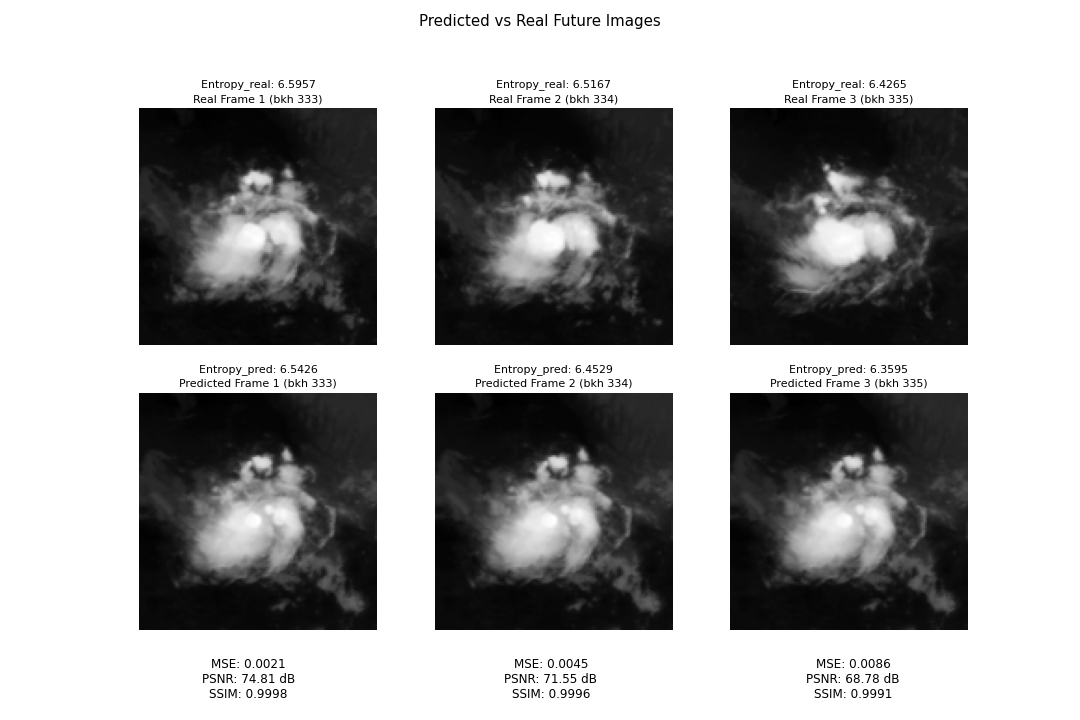 Predicted vs Real Future Images
Entropy_real: 6.5957
Real Frame 1 (bkh 333)
Entropy_real: 6.5167
Real Frame 2 (bkh 334)
Entropy_real: 6.4265
Real Frame 3 (bkh 335)
Entropy_pred: 6.5426
Predicted Frame 1 (bkh 333)
Entropy_pred: 6.4529
Predicted Frame 2 (bkh 334)
Entropy_pred: 6.3595
Predicted Frame 3 (bkh 335)
MSE: 0.0021
PSNR: 74.81 dB
SSIM: 0.9998
MSE: 0.0045
PSNR: 71.55 dB
SSIM: 0.9996
MSE: 0.0086
PSNR: 68.78 dB
SSIM: 0.9991